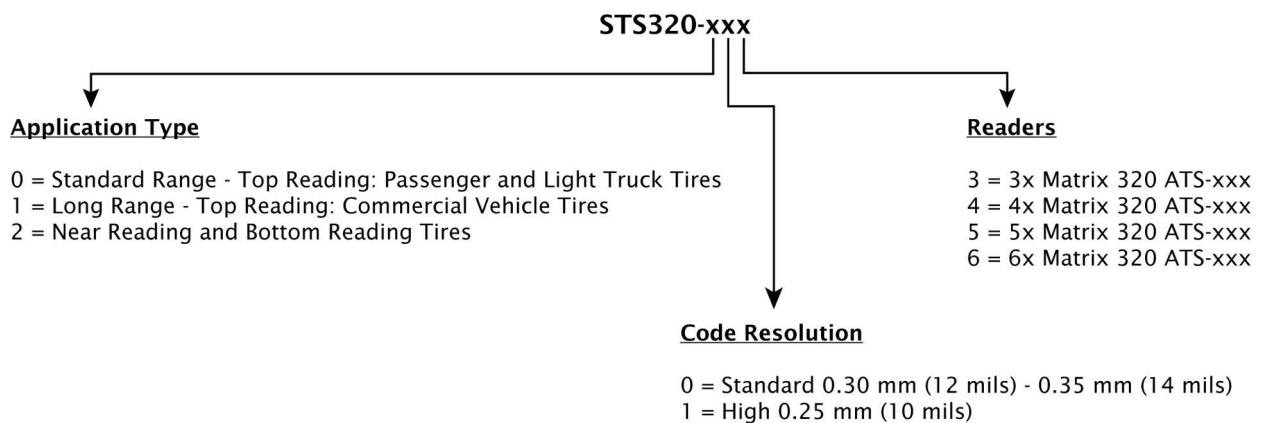 STS320-xxx
Application Type
0 = Standard Range - Top Reading: Passenger and Light Truck Tires
1 = Long Range - Top Reading: Commercial Vehicle Tires
2 = Near Reading and Bottom Reading Tires
Readers
3 = 3x Matrix 320 ATS-xxx
4 = 4x Matrix 320 ATS-xxx
5 = 5x Matrix 320 ATS-xxx
6 = 6x Matrix 320 ATS-xxx
Code Resolution
0 = Standard 0.30 mm (12 mils) - 0.35 mm (14 mils)
1 = High 0.25 mm (10 mils)